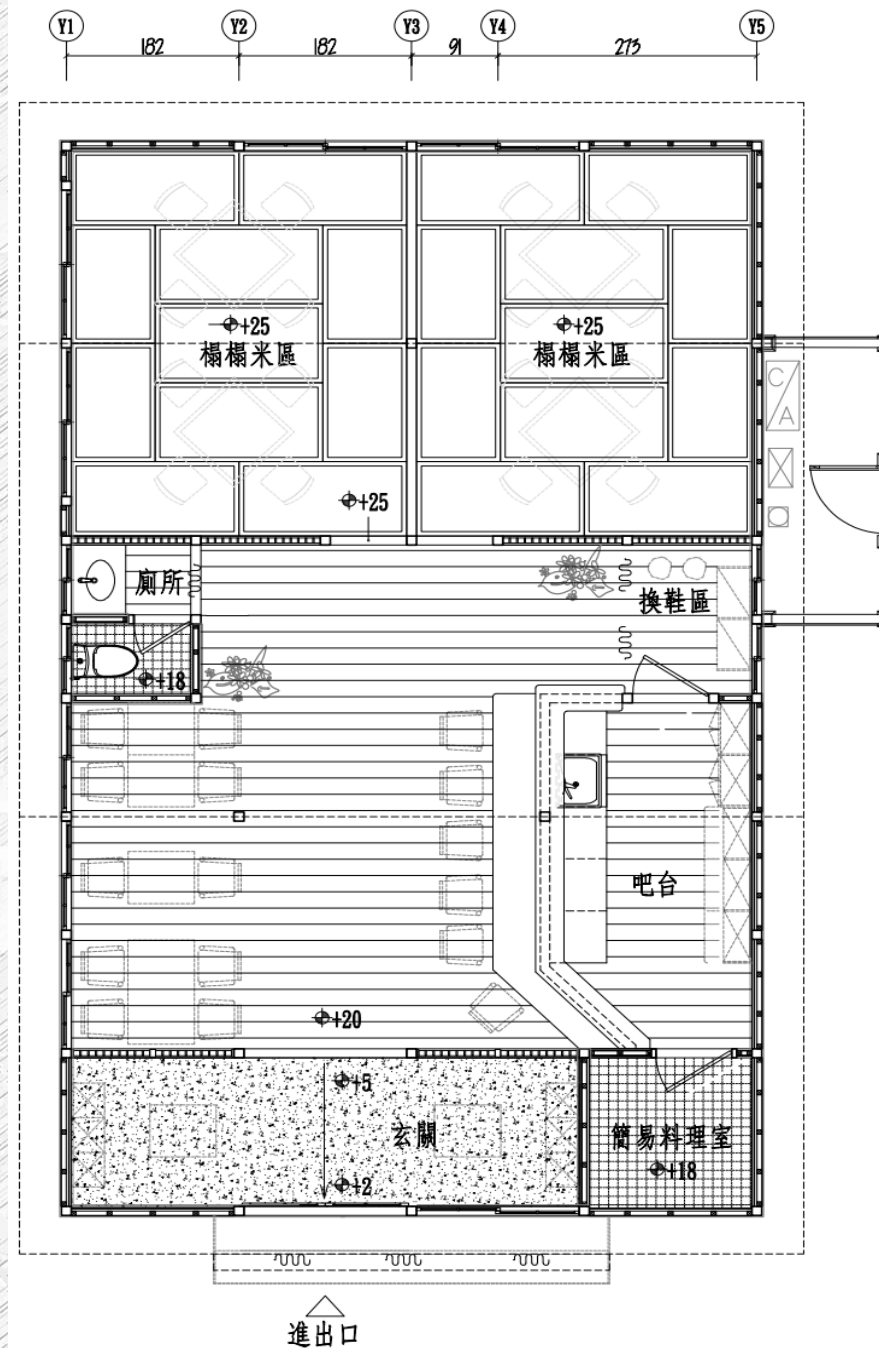 Y1 Y2 Y3 Y4 Y5
182 182 91 273
+25 +25
榻榻米區 榻榻米區
+25
C/A
廁所
換鞋區
+18
吧台
+20
+5
玄關
簡易料理室
+18
+2
進出口